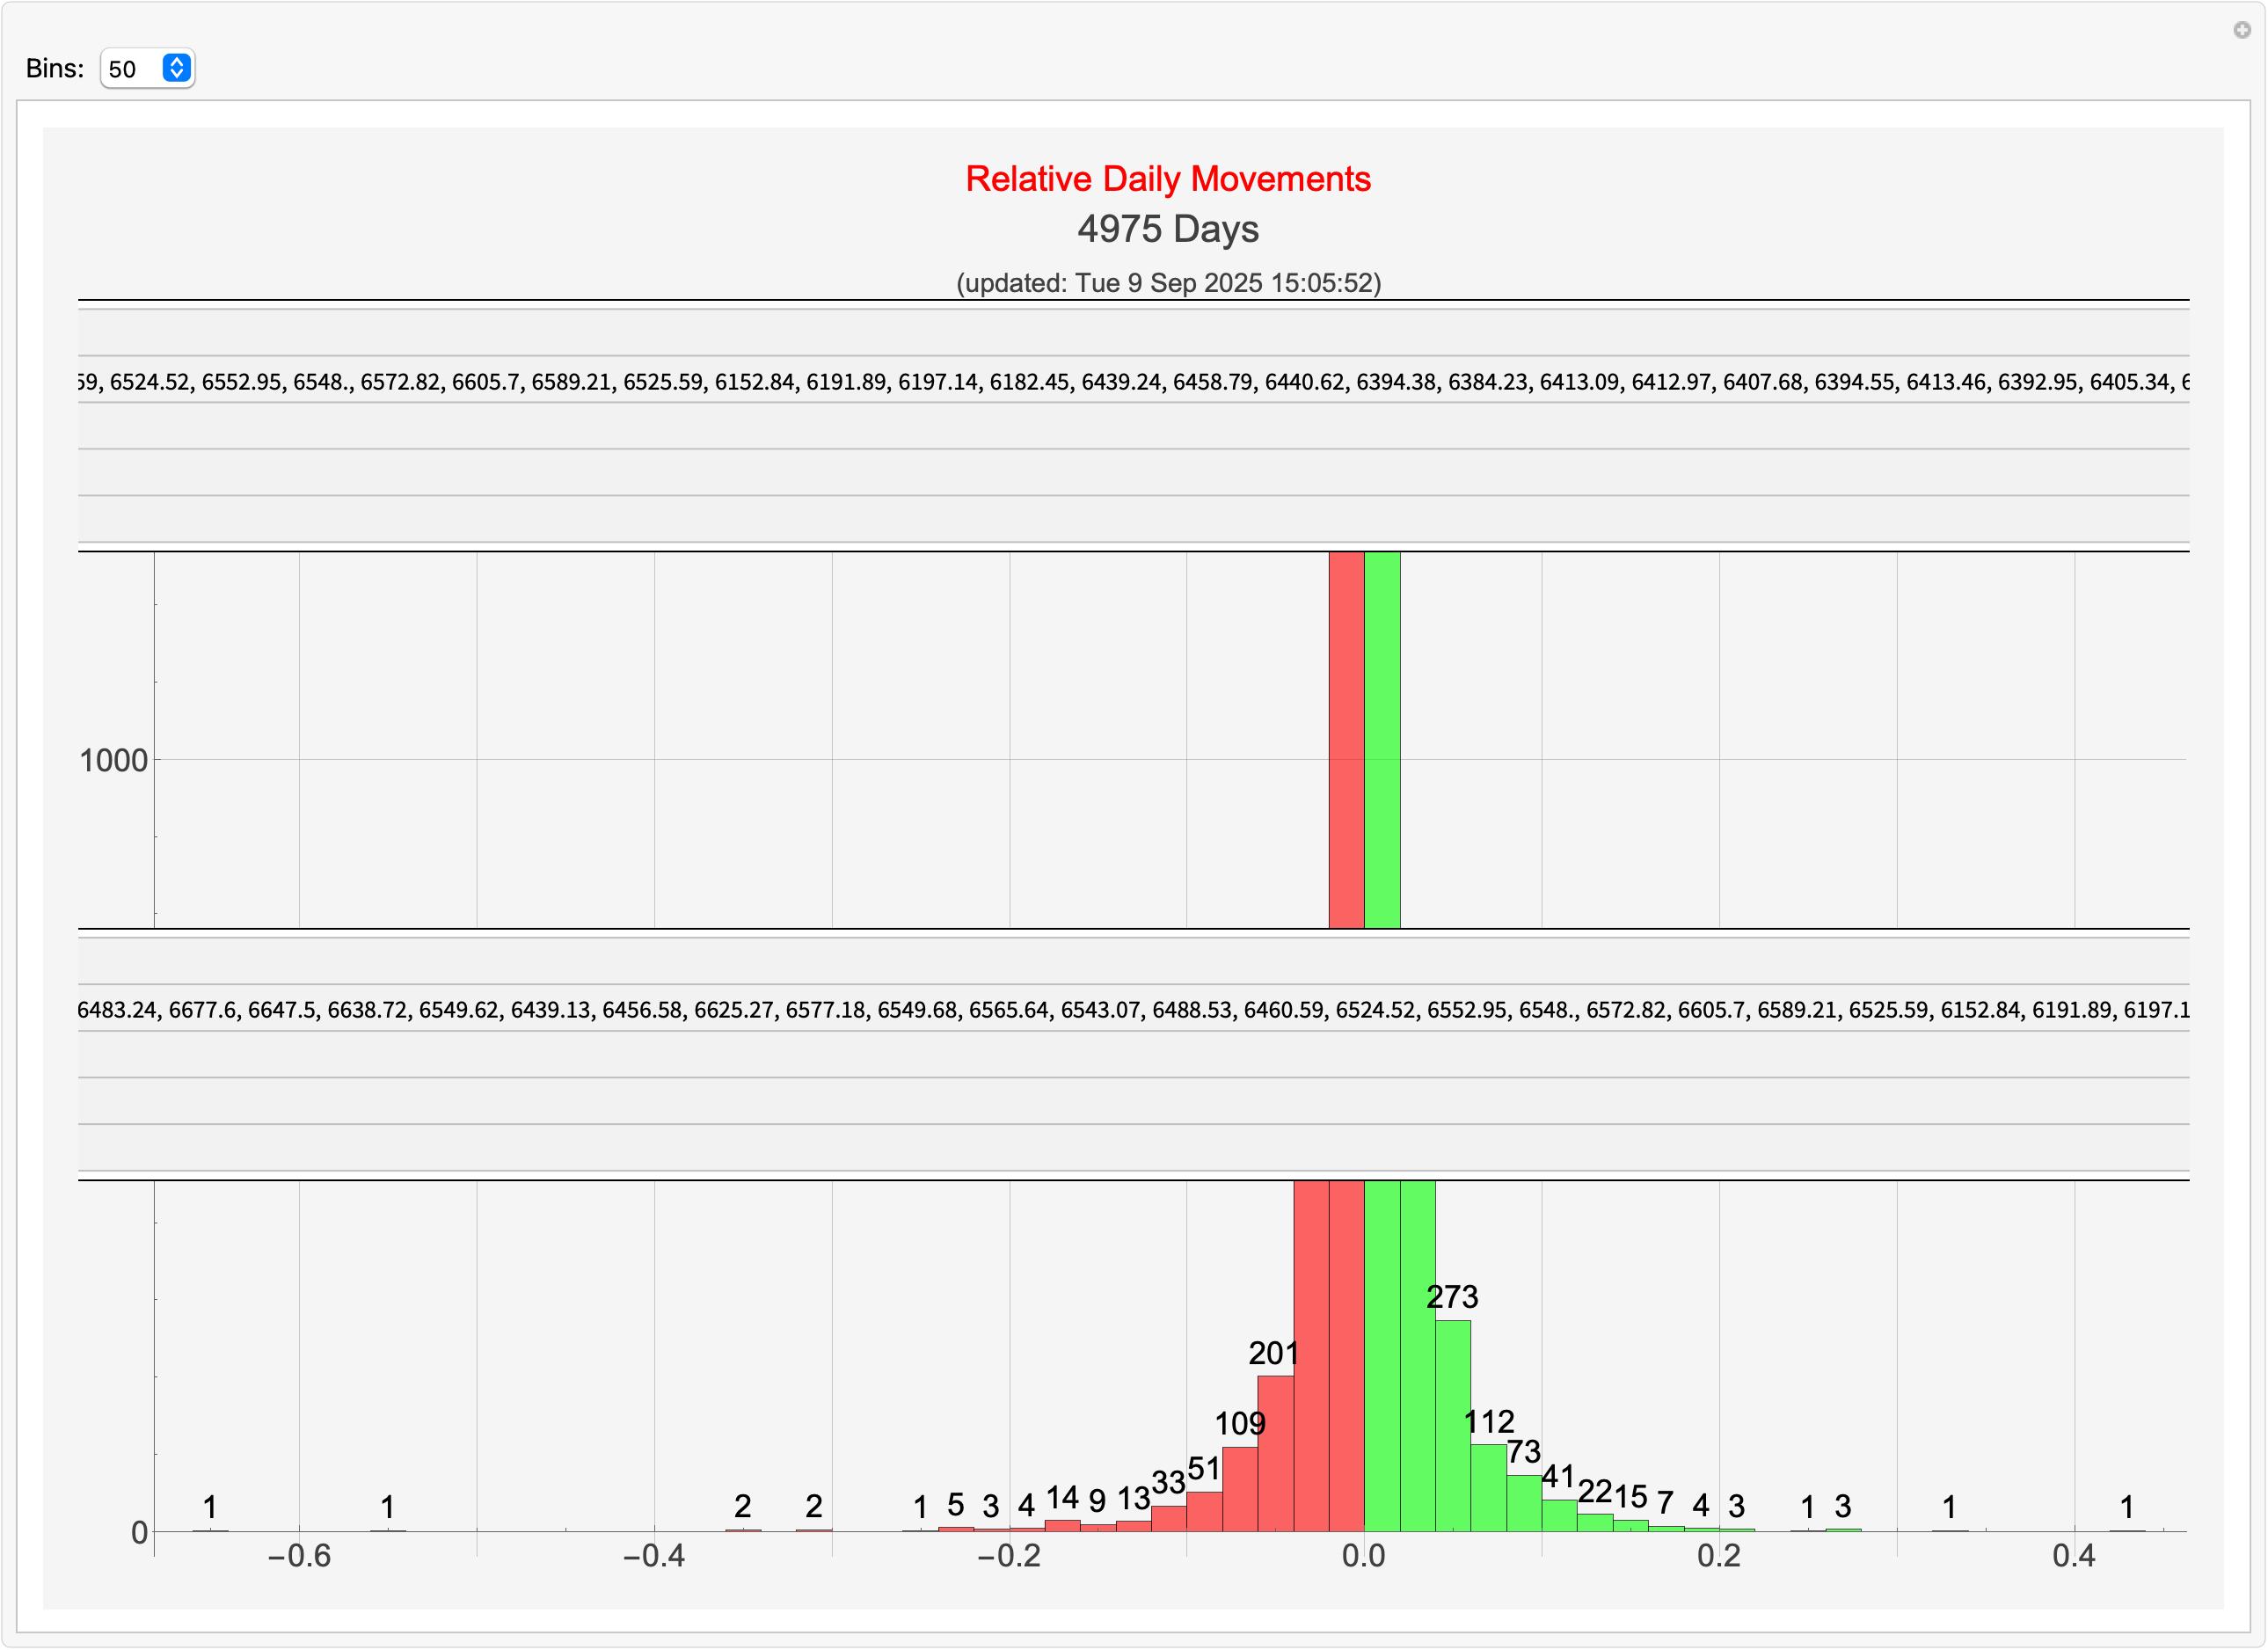 Bins: 50
Relative Daily Movements
4975 Days
(updated: Tue 9 Sep 2025 15:05:52)
59, 6524.52, 6552.95, 6548., 6572.82, 6605.7, 6589.21, 6525.59, 6152.84, 6191.89, 6197.14, 6182.45, 6439.24, 6458.79, 6440.62, 6394.38, 6384.23, 6413.09, 6412.97, 6407.68, 6394.55, 6413.46, 6392.95, 6405.34, 6
1000
6483.24, 6677.6, 6647.5, 6638.72, 6549.62, 6439.13, 6456.58, 6625.27, 6577.18, 6549.68, 6565.64, 6543.07, 6488.53, 6460.59, 6524.52, 6552.95, 6548., 6572.82, 6605.7, 6589.21, 6525.59, 6152.84, 6191.89, 6197.1
273
201
109 112
51 73
33 41
1 1 2 2 1 5 3 4 14 9 13 22 15 7 4 3 1 3 1 1
0
−0.6 −0.4 −0.2 0.0 0.2 0.4